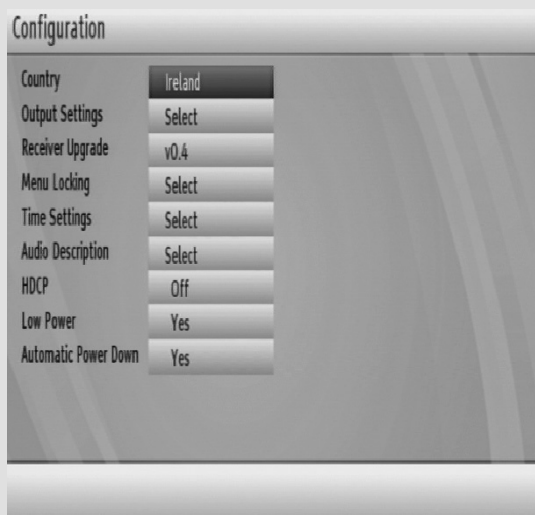 Configuration
Country Ireland
Output Settings Select
Receiver Upgrade v0.4
Menu Locking Select
Time Settings Select
Audio Description Select
HDCP Off
Low Power Yes
Automatic Power Down Yes